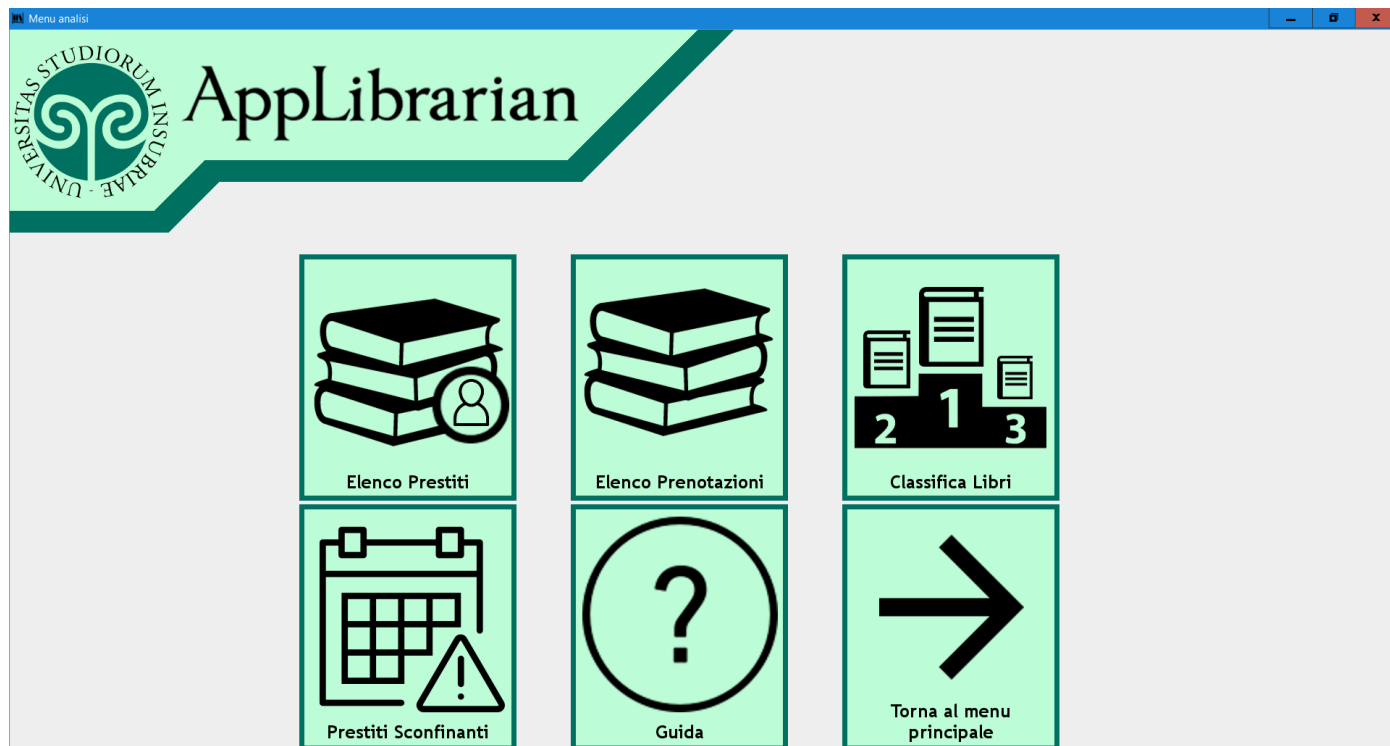 Menu analisi
UNIVERSITAS STUDIORUM INSUBRIAE -
AppLibrarian
2 1 3
Elenco Prestiti
Elenco Prenotazioni
Classifica Libri
?
!
Prestiti Sconfinanti
Guida
Torna al menu
principale